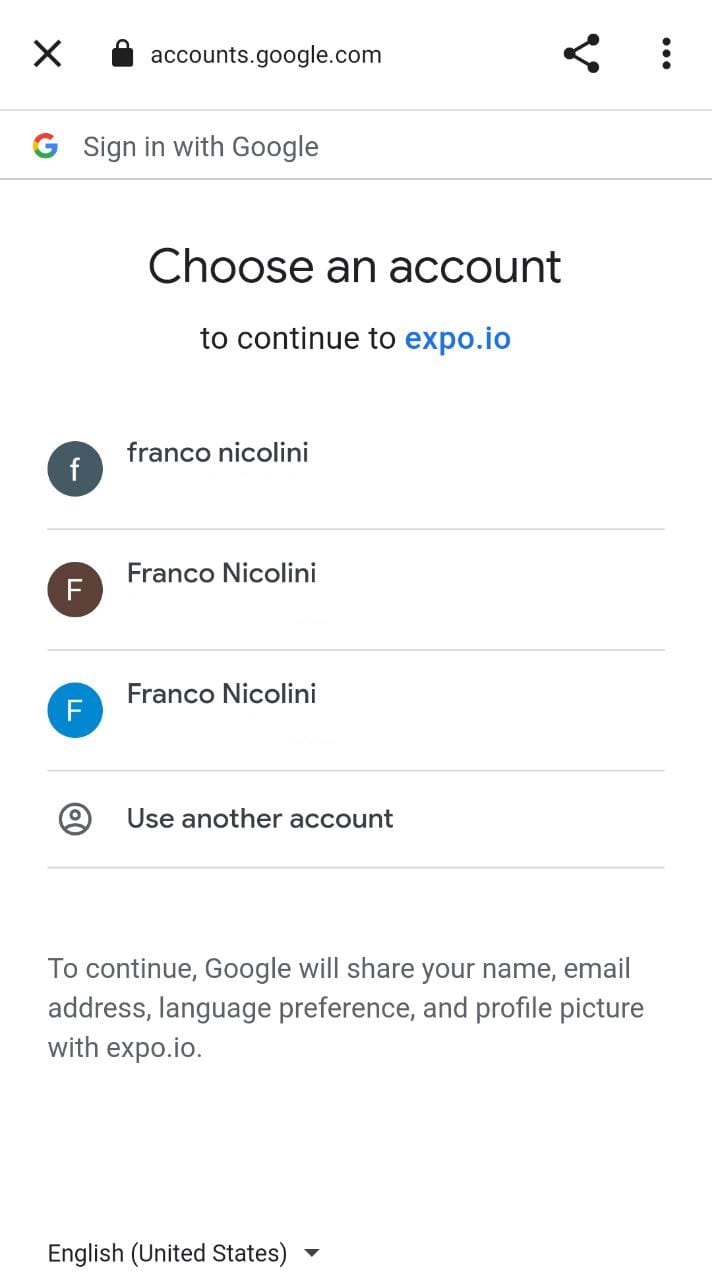 accounts.google.com
Sign in with Google
Choose an account
to continue to expo.io
f
franco nicolini
F
Franco Nicolini
F
Franco Nicolini
Use another account
To continue, Google will share your name, email
address, language preference, and profile picture
with expo.io.
English (United States)